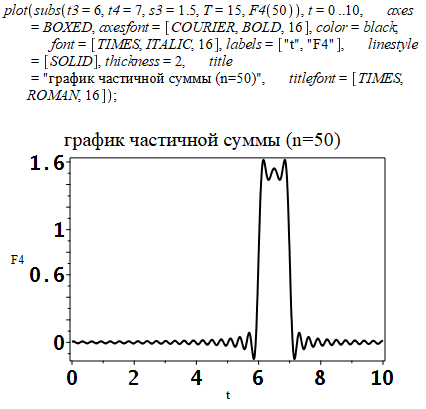 plot(subs(t3 = 6, t4 = 7, s3 = 1.5, T = 15, F4(50)), t = 0 ..10, axes
= BOXED, axesfont = [COURIER, BOLD, 16], color = black,
font = [TIMES, ITALIC, 16], labels = ["t", "F4"], linestyle
= [SOLID], thickness = 2, title
= "график частичной суммы (n=50)", titlefont = [TIMES,
ROMAN, 16]);
график частичной суммы (n=50)
1.6
1
F4
0.6
0
0 2 4 6 8 10
t